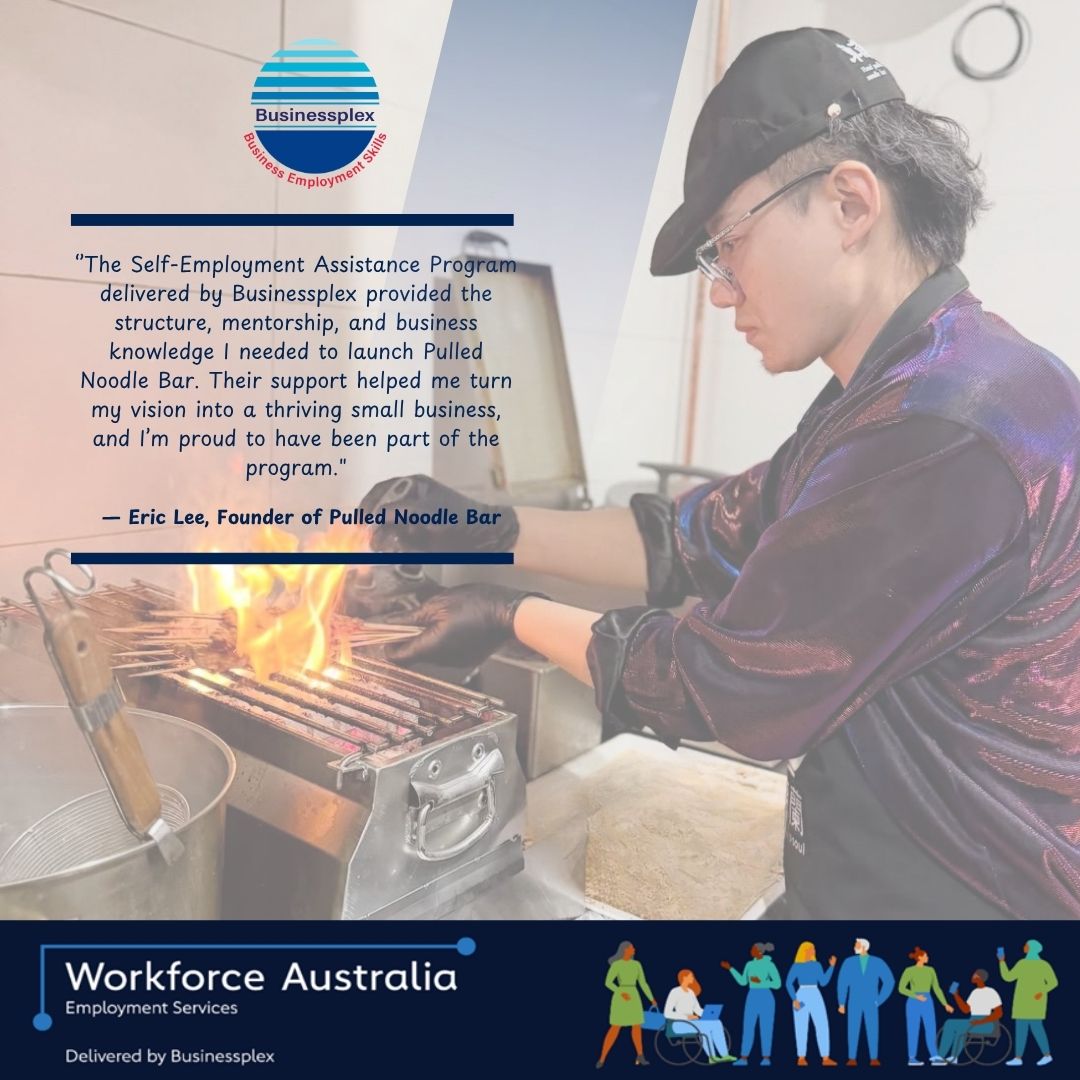 Businessplex
Business Employment Skills
“The Self-Employment Assistance Program
delivered by Businessplex provided the
structure, mentorship, and business
knowledge I needed to launch Pulled
Noodle Bar. Their support helped me turn
my vision into a thriving small business,
and I’m proud to have been part of the
program."
— Eric Lee, Founder of Pulled Noodle Bar
Workforce Australia
Employment Services
Delivered by Businessplex